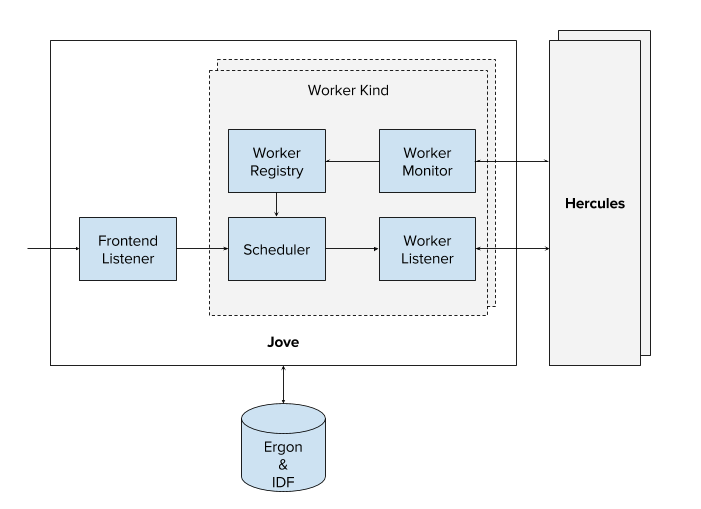 Worker Kind
Worker
Registry
Worker
Monitor
Hercules
Frontend
Listener
Scheduler
Worker
Listener
Jove
Ergon
&
IDF